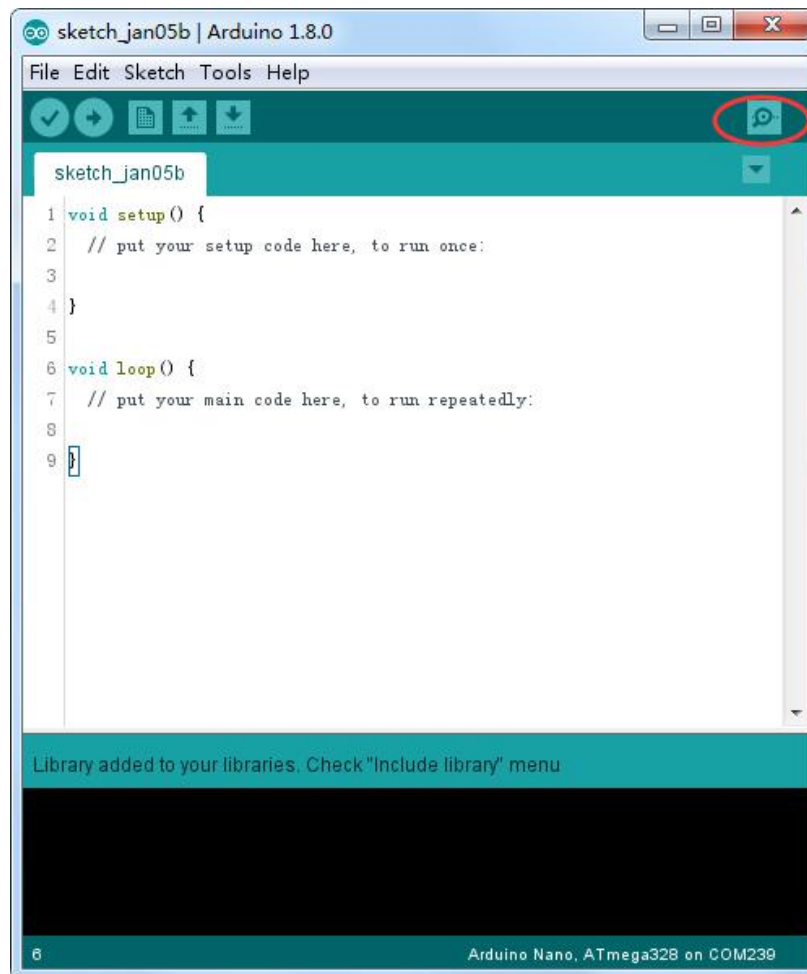 sketch_jan05b | Arduino 1.8.0
File Edit Sketch Tools Help
sketch_jan05b
1 void setup() {
2 // put your setup code here, to run once:
3
4 }
5
6 void loop() {
7 // put your main code here, to run repeatedly:
8
9 }
Library added to your libraries. Check "Include library" menu
6 Arduino Nano, ATmega328 on COM239